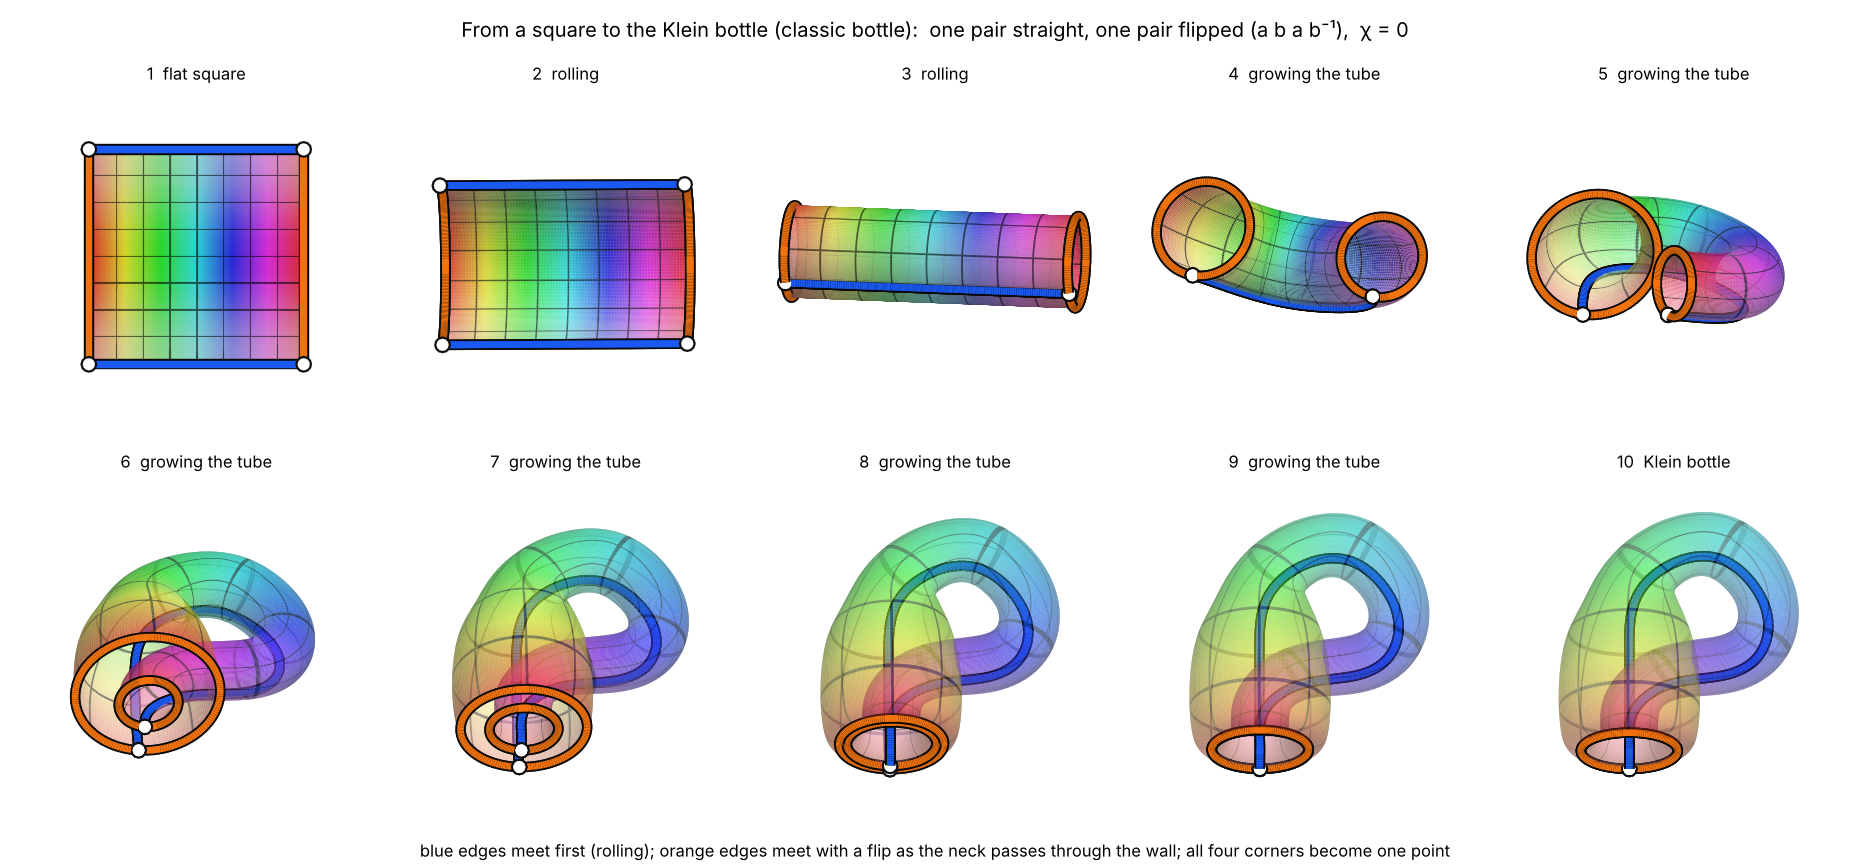 From a square to the Klein bottle (classic bottle):  one pair straight, one pair flipped (a b a b⁻¹),  χ = 0
1  flat square
2  rolling
3  rolling
4  growing the tube
5  growing the tube
6  growing the tube
7  growing the tube
8  growing the tube
9  growing the tube
10  Klein bottle
blue edges meet first (rolling); orange edges meet with a flip as the neck passes through the wall; all four corners become one point